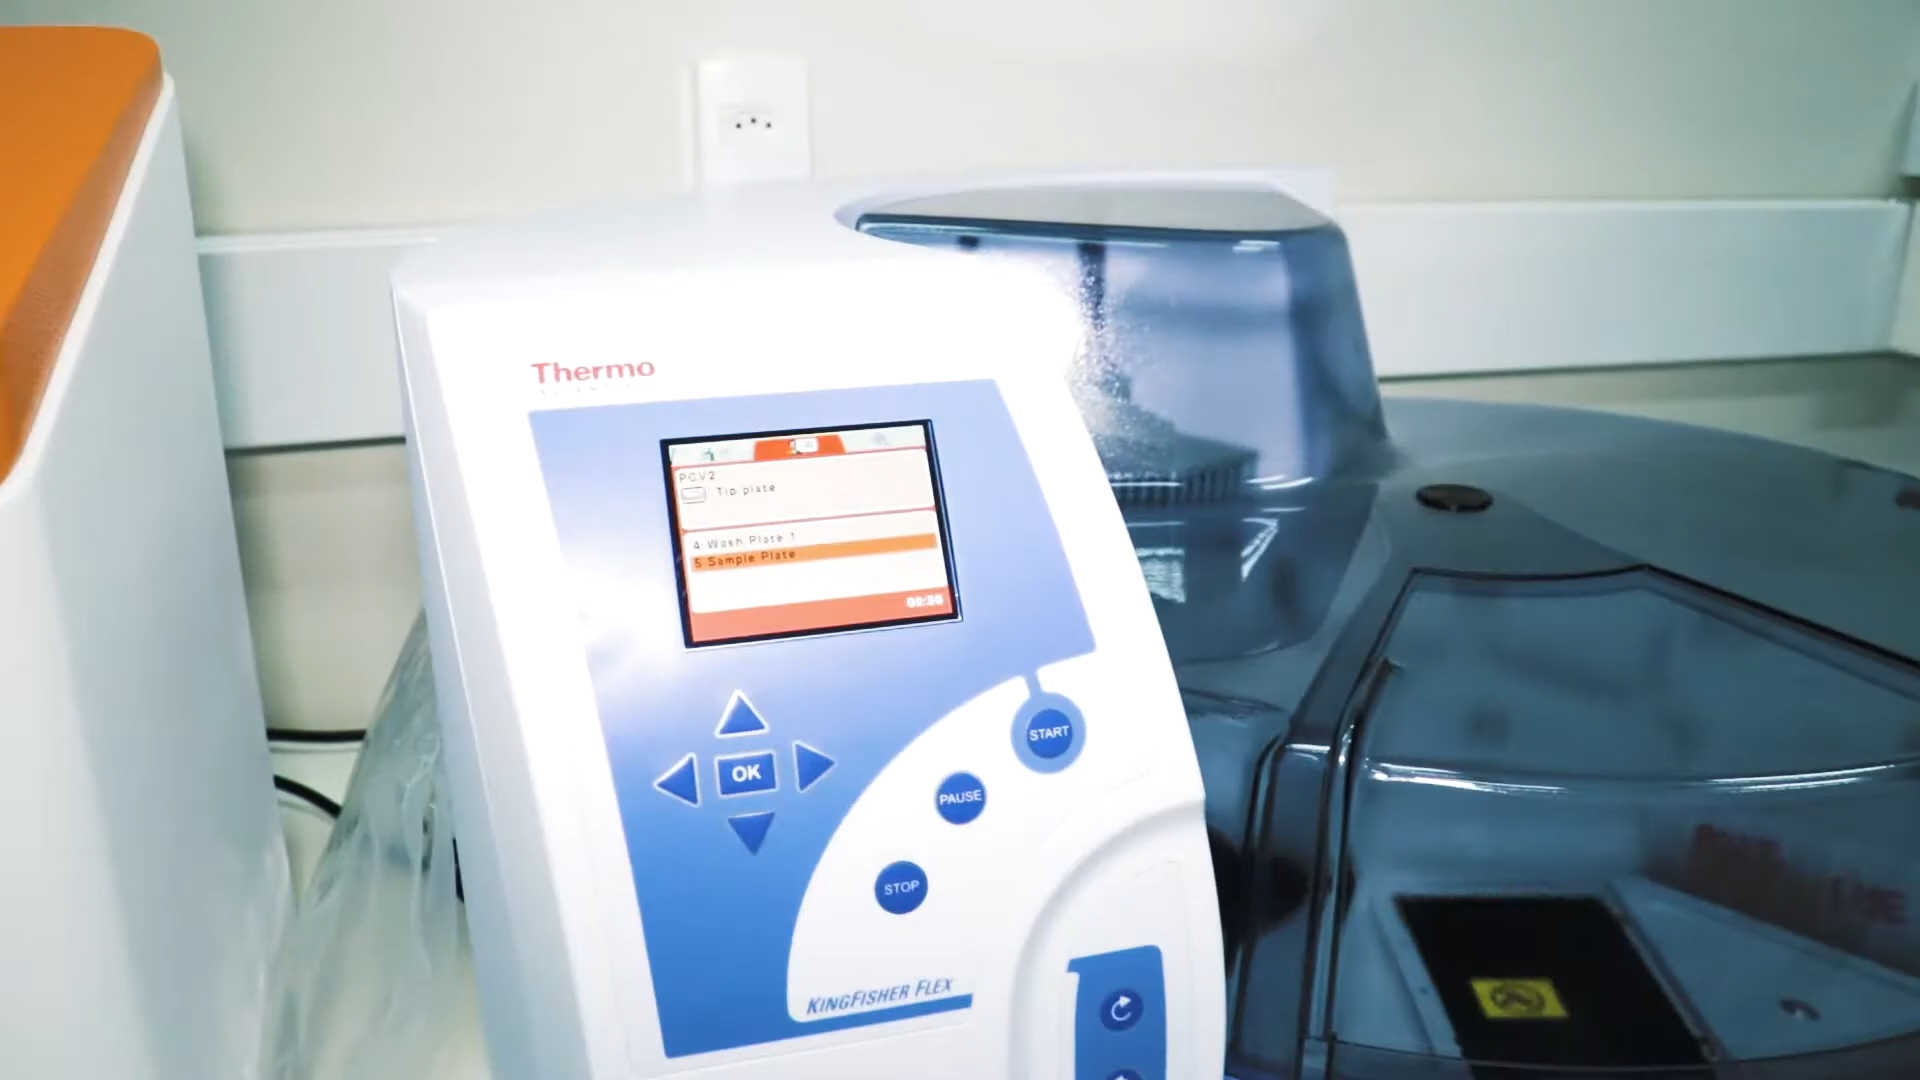 Thermo
PCV2
Tip plate
4 Wash Plate 1
5 Sample Plate
OK
START
PAUSE
STOP
KINGFISHER FLEX